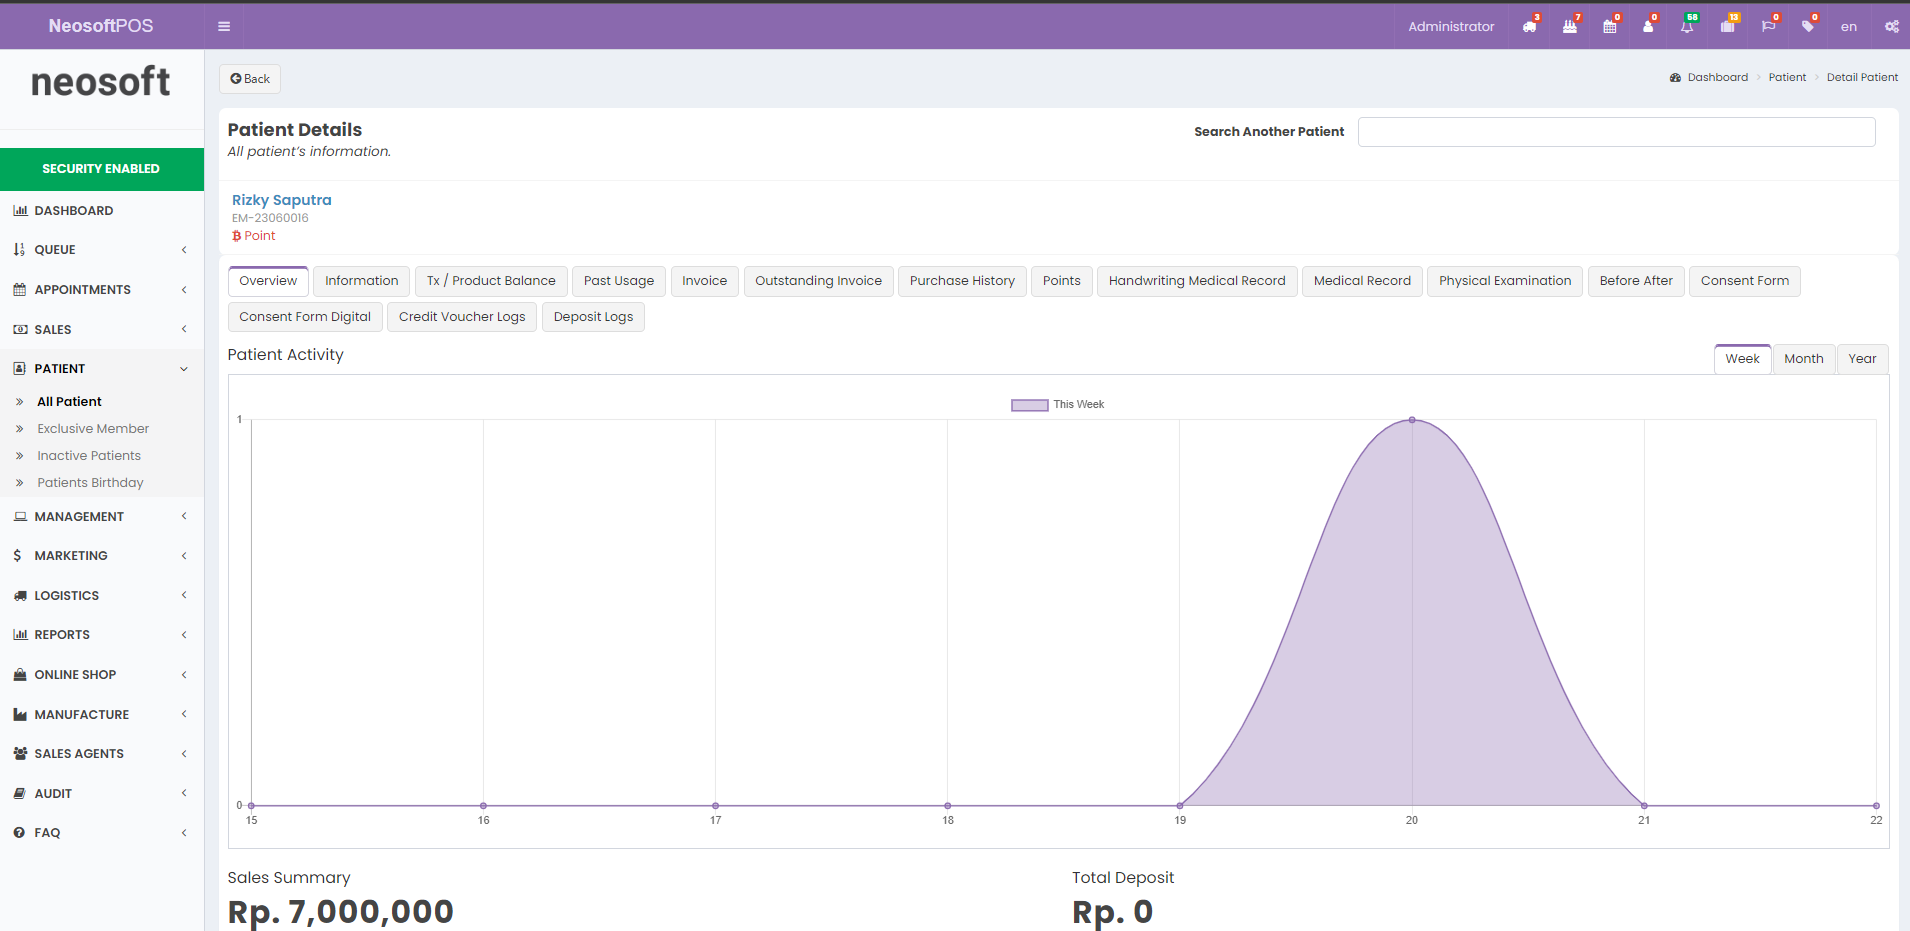 NeosoftPOS
Administrator
3
7
0
0
58
13
0
0
en
neosoft
SECURITY ENABLED
DASHBOARD
QUEUE
APPOINTMENTS
SALES
PATIENT
All Patient
Exclusive Member
Inactive Patients
Patients Birthday
MANAGEMENT
MARKETING
LOGISTICS
REPORTS
ONLINE SHOP
MANUFACTURE
SALES AGENTS
AUDIT
FAQ
Back
Dashboard > Patient > Detail Patient
Patient Details
All patient's information.
Search Another Patient
Rizky Saputra
EM-23060016
Point
Overview Information Tx / Product Balance Past Usage Invoice Outstanding Invoice Purchase History Points Handwriting Medical Record Medical Record Physical Examination Before After Consent Form
Consent Form Digital Credit Voucher Logs Deposit Logs
Patient Activity
Week Month Year
This Week
1
0
15 16 17 18 19 20 21 22
Sales Summary
Rp. 7,000,000
Total Deposit
Rp. 0